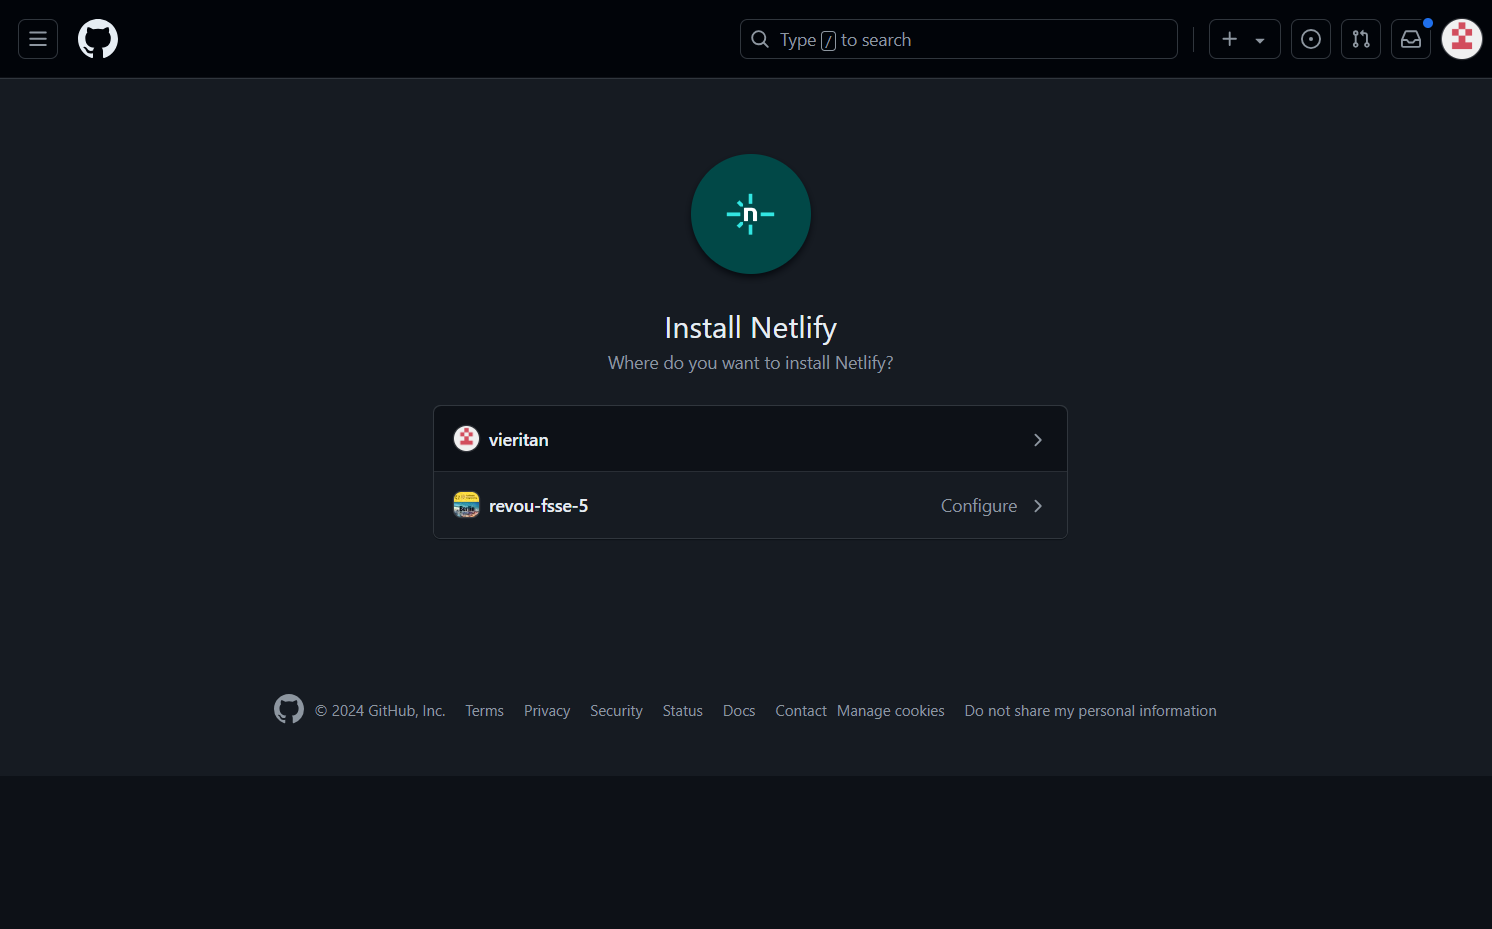 Type / to search
n
Install Netlify
Where do you want to install Netlify?
vieritan
revou-fsse-5 Configure
© 2024 GitHub, Inc. Terms Privacy Security Status Docs Contact Manage cookies Do not share my personal information